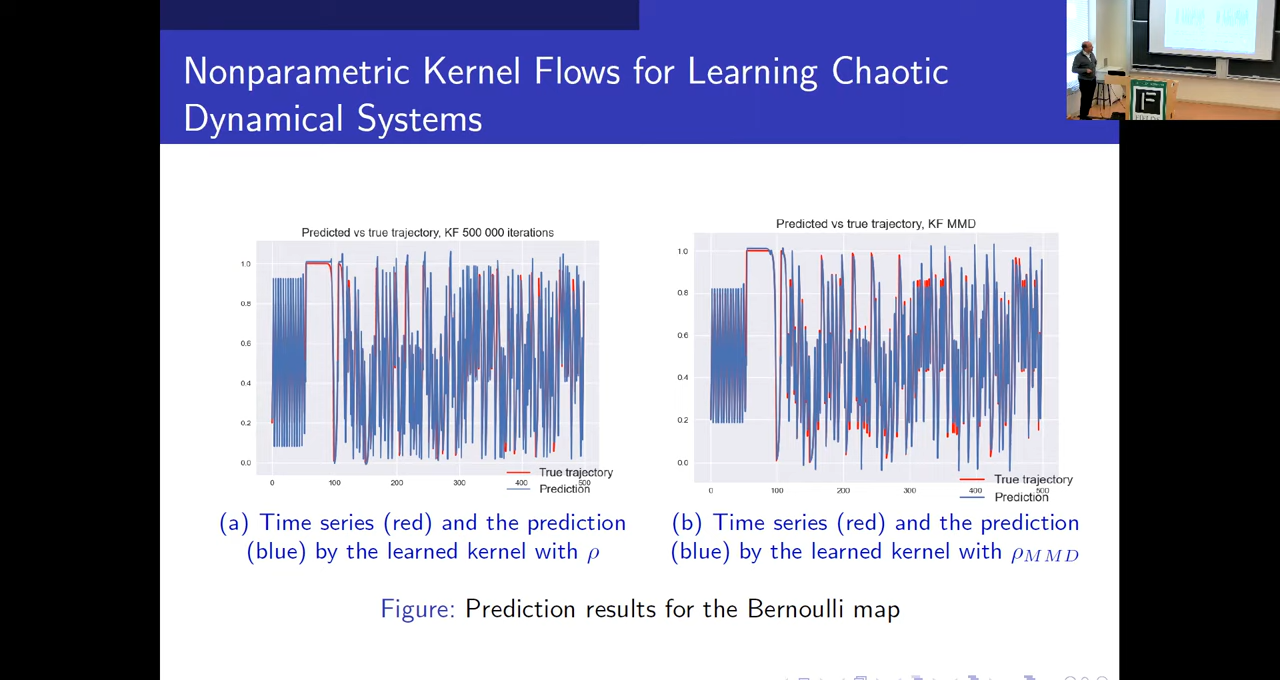 Nonparametric Kernel Flows for Learning Chaotic
Dynamical Systems
Predicted vs true trajectory, KF 500 000 iterations
1.0
0.8
0.6
0.4
0.2
0.0
0
100
200
300
400
500
True trajectory
Prediction
Predicted vs true trajectory, KF MMD
1.0
0.8
0.6
0.4
0.2
0.0
0
100
200
300
400
500
True trajectory
Prediction
(a) Time series (red) and the prediction
(blue) by the learned kernel with ρ
(b) Time series (red) and the prediction
(blue) by the learned kernel with ρMMD
Figure: Prediction results for the Bernoulli map